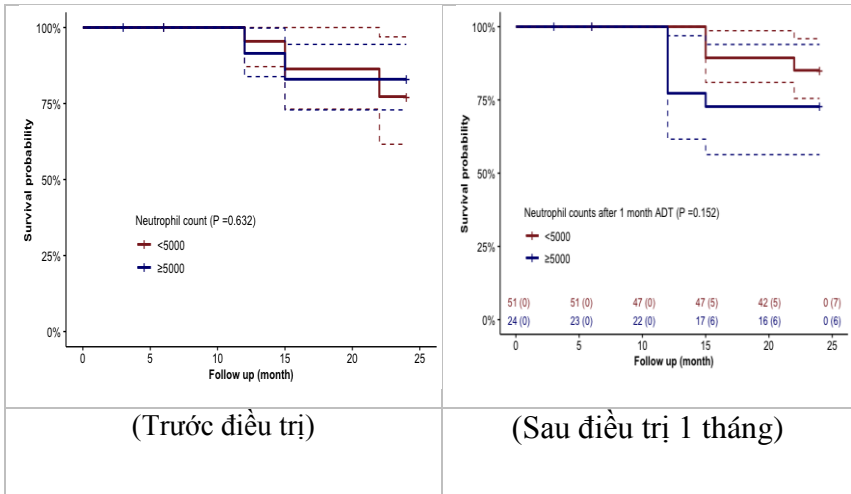 100%
75%
50%
25%
0%
Survival probability
Neutrophil count (P =0.632)
<5000
≥5000
0 5 10 15 20 25
Follow up (month)
(Trước điều trị)
100%
75%
50%
25%
0%
Survival probability
Neutrophil counts after 1 month ADT (P =0.152)
<5000
≥5000
51 (0) 51 (0) 47 (0) 47 (5) 42 (5) 0 (7)
24 (0) 23 (0) 22 (0) 17 (6) 16 (6) 0 (6)
0 5 10 15 20 25
Follow up (month)
(Sau điều trị 1 tháng)